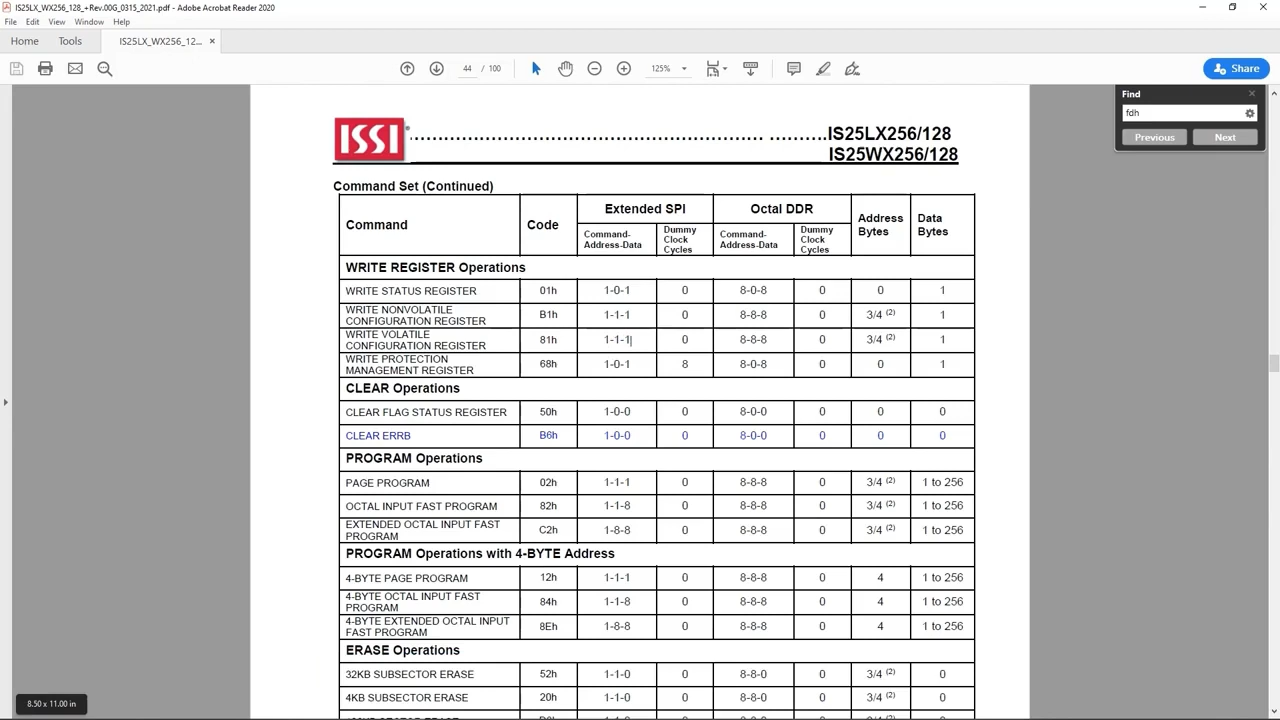 IS25LX_WX256_128_+Rev.00G_0315_2021.pdf - Adobe Acrobat Reader 2020
File Edit View Window Help
Home Tools IS25LX_WX256_12... ×
44 / 100 125% Share
Find
fdh
Previous Next
ISSI ® ......................................................... ..........IS25LX256/128
IS25WX256/128
Command Set (Continued)
Command Code Extended SPI Octal DDR Address Bytes Data Bytes
Command-Address-Data Dummy Clock Cycles Command-Address-Data Dummy Clock Cycles
WRITE REGISTER Operations
WRITE STATUS REGISTER 01h 1-0-1 0 8-0-8 0 0 1
WRITE NONVOLATILE CONFIGURATION REGISTER B1h 1-1-1 0 8-8-8 0 3/4 (2) 1
WRITE VOLATILE CONFIGURATION REGISTER 81h 1-1-1 0 8-8-8 0 3/4 (2) 1
WRITE PROTECTION MANAGEMENT REGISTER 68h 1-0-1 8 8-0-8 0 0 1
CLEAR Operations
CLEAR FLAG STATUS REGISTER 50h 1-0-0 0 8-0-0 0 0 0
CLEAR ERRB B6h 1-0-0 0 8-0-0 0 0 0
PROGRAM Operations
PAGE PROGRAM 02h 1-1-1 0 8-8-8 0 3/4 (2) 1 to 256
OCTAL INPUT FAST PROGRAM 82h 1-1-8 0 8-8-8 0 3/4 (2) 1 to 256
EXTENDED OCTAL INPUT FAST PROGRAM C2h 1-8-8 0 8-8-8 0 3/4 (2) 1 to 256
PROGRAM Operations with 4-BYTE Address
4-BYTE PAGE PROGRAM 12h 1-1-1 0 8-8-8 0 4 1 to 256
4-BYTE OCTAL INPUT FAST PROGRAM 84h 1-1-8 0 8-8-8 0 4 1 to 256
4-BYTE EXTENDED OCTAL INPUT FAST PROGRAM 8Eh 1-8-8 0 8-8-8 0 4 1 to 256
ERASE Operations
32KB SUBSECTOR ERASE 52h 1-1-0 0 8-8-0 0 3/4 (2) 0
4KB SUBSECTOR ERASE 20h 1-1-0 0 8-8-0 0 3/4 (2) 0
8.50 x 11.00 in